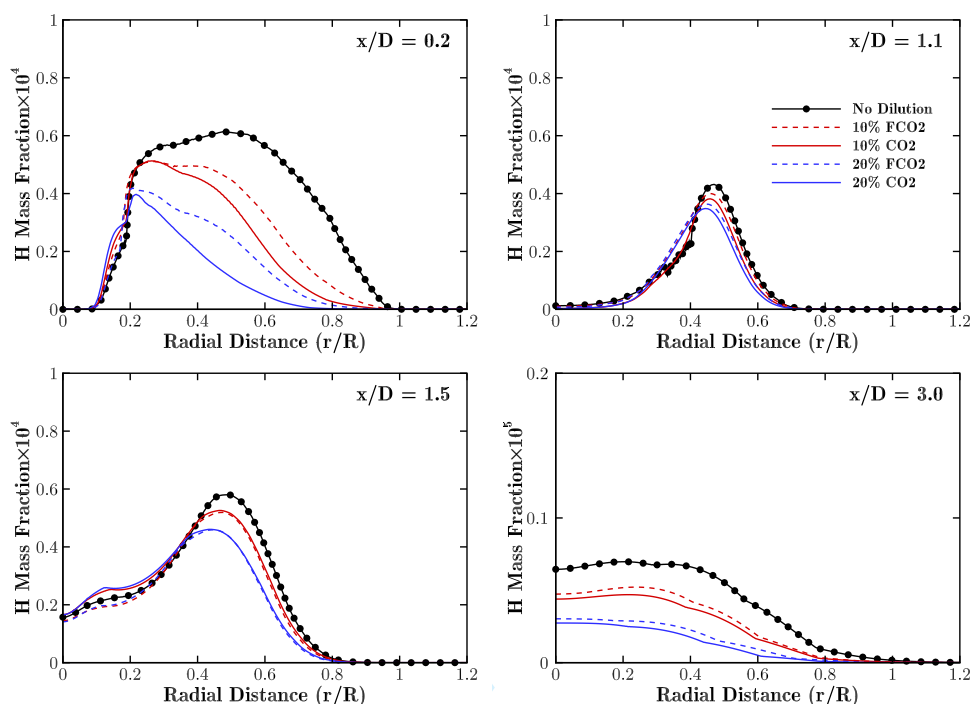 x/D = 0.2
H Mass Fraction×10⁴
1
0.8
0.6
0.4
0.2
0
0 0.2 0.4 0.6 0.8 1 1.2
Radial Distance (r/R)
x/D = 1.1
H Mass Fraction×10⁴
1
0.8
0.6
0.4
0.2
0
No Dilution
10% FCO2
10% CO2
20% FCO2
20% CO2
0 0.2 0.4 0.6 0.8 1 1.2
Radial Distance (r/R)
x/D = 1.5
H Mass Fraction×10⁴
1
0.8
0.6
0.4
0.2
0
0 0.2 0.4 0.6 0.8 1 1.2
Radial Distance (r/R)
x/D = 3.0
H Mass Fraction×10⁵
0.2
0.1
0
0 0.2 0.4 0.6 0.8 1 1.2
Radial Distance (r/R)